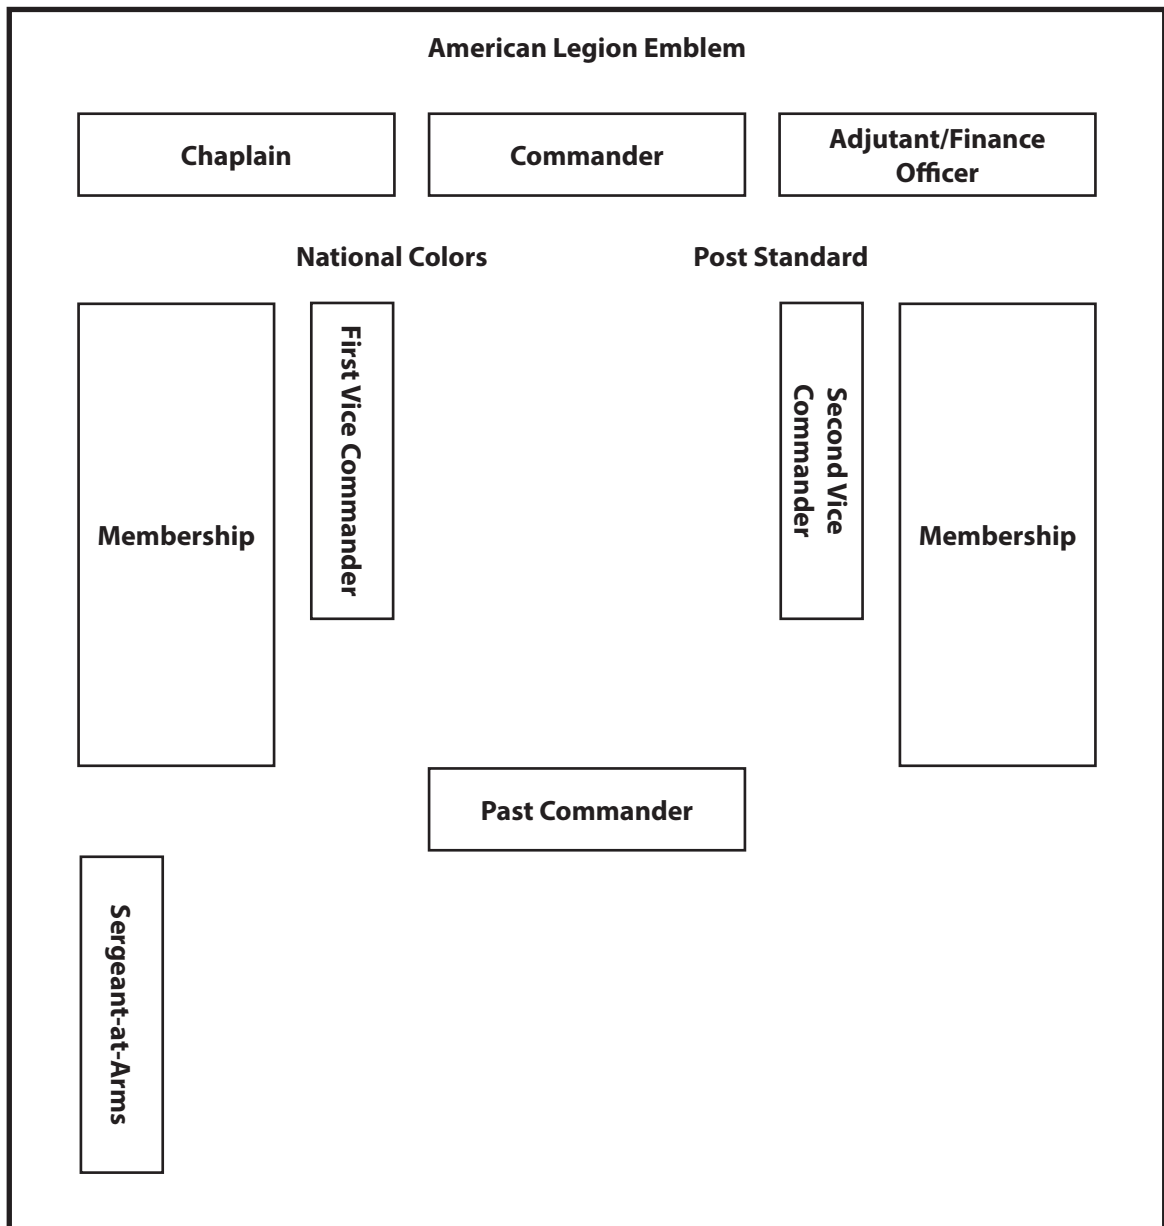 American Legion Emblem
Chaplain
Commander
Adjutant/Finance
Officer
National Colors
Post Standard
Membership
First Vice Commander
Second Vice
Commander
Membership
Past Commander
Sergeant-at-Arms